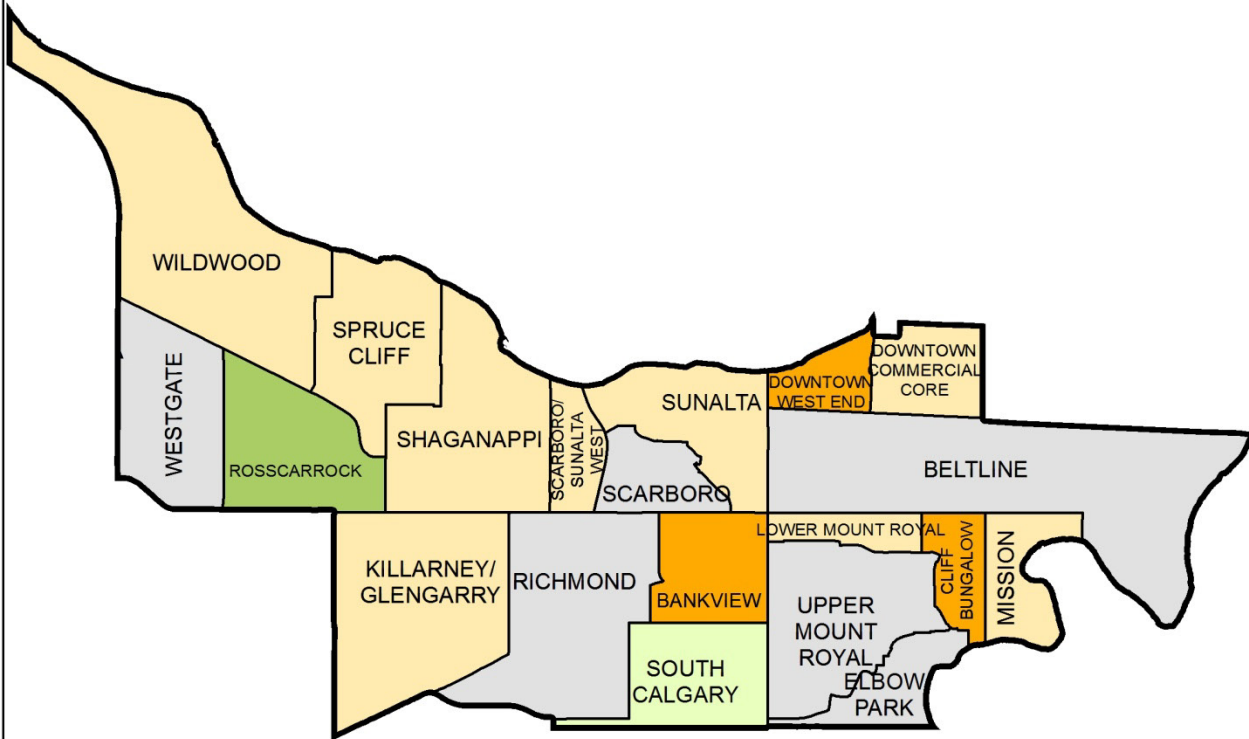 WILDWOOD
SPRUCE
CLIFF
WESTGATE
ROSSCARROCK
SHAGANAPPI
SCARBORO/
SUNALTA
WEST
SUNALTA
SCARBORO
DOWNTOWN
WEST END
DOWNTOWN
COMMERCIAL
CORE
BELTLINE
KILLARNEY/
GLENGARRY
RICHMOND
BANKVIEW
LOWER MOUNT ROYAL
CLIFF
BUNGALOW
MISSION
UPPER
MOUNT
ROYAL
SOUTH
CALGARY
ELBOW
PARK